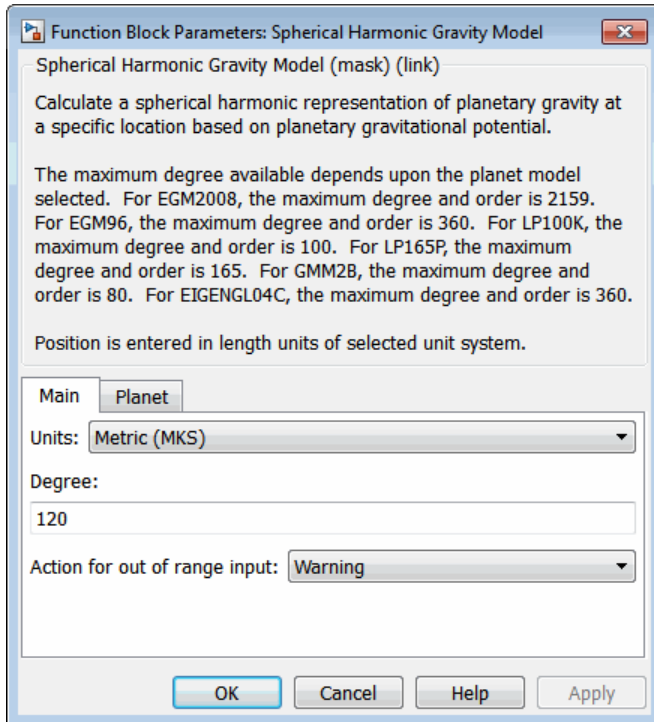 Function Block Parameters: Spherical Harmonic Gravity Model
Spherical Harmonic Gravity Model (mask) (link)
Calculate a spherical harmonic representation of planetary gravity at
a specific location based on planetary gravitational potential.
The maximum degree available depends upon the planet model
selected. For EGM2008, the maximum degree and order is 2159.
For EGM96, the maximum degree and order is 360. For LP100K, the
maximum degree and order is 100. For LP165P, the maximum
degree and order is 165. For GMM2B, the maximum degree and
order is 80. For EIGENGL04C, the maximum degree and order is 360.
Position is entered in length units of selected unit system.
Main Planet
Units: Metric (MKS)
Degree:
120
Action for out of range input: Warning
OK Cancel Help Apply